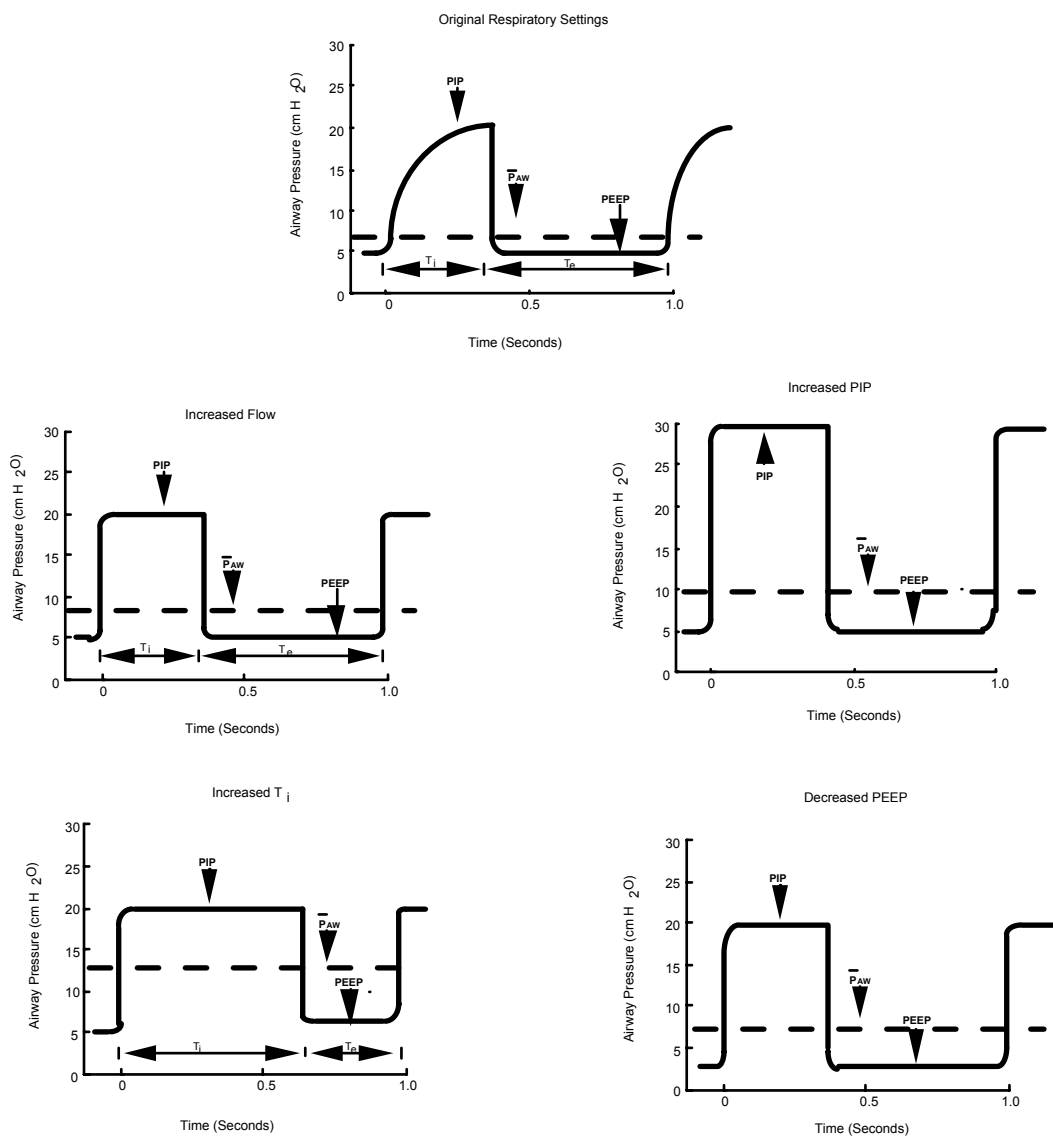 Original Respiratory Settings
30
25
20
15
10
5
0
Airway Pressure (cm H2O)
PIP
PAW
PEEP
Ti
Te
0
0.5
1.0
Time (Seconds)
Increased Flow
30
25
20
15
10
5
0
Airway Pressure (cm H2O)
PIP
PAW
PEEP
Ti
Te
0
0.5
1.0
Time (Seconds)
Increased PIP
30
25
20
15
10
5
0
Airway Pressure (cm H2O)
PIP
PAW
PEEP
0
0.5
1.0
Time (Seconds)
Increased Ti
30
25
20
15
10
5
0
Airway Pressure (cm H2O)
PIP
PAW
PEEP
Ti
Te
0
0.5
1.0
Time (Seconds)
Decreased PEEP
30
25
20
15
10
5
0
Airway Pressure (cm H2O)
PIP
PAW
PEEP
0
0.5
1.0
Time (Seconds)